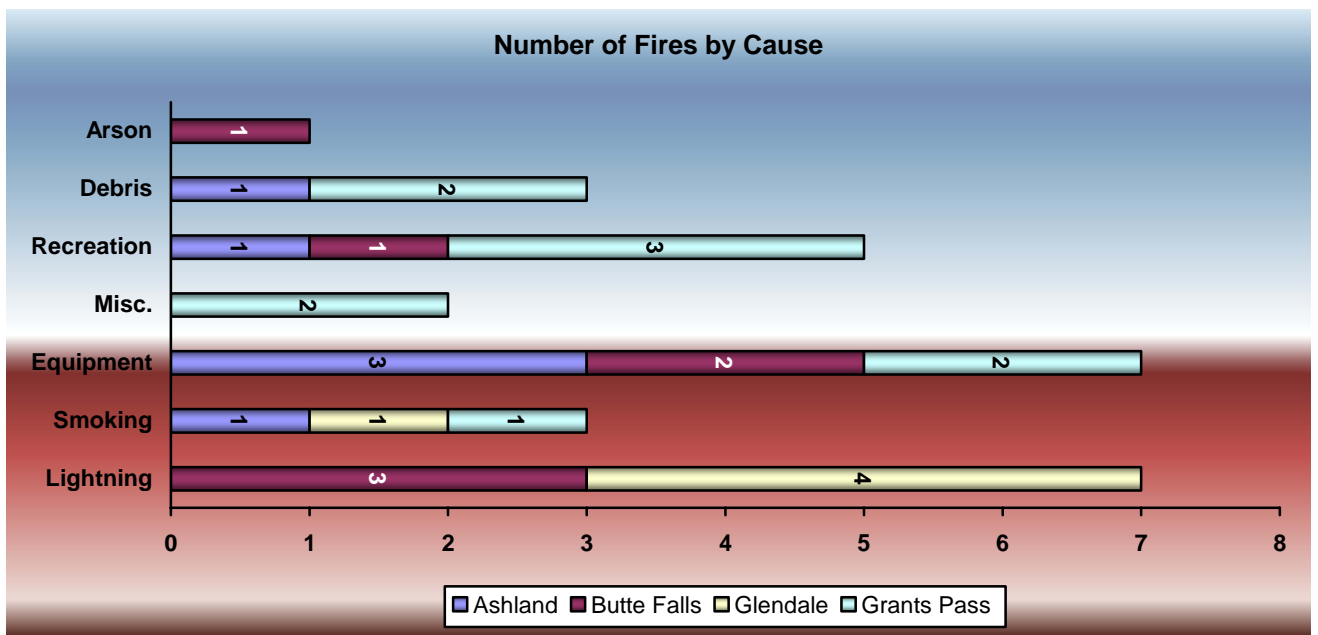 Number of Fires by Cause
Arson 1
Debris 1 2
Recreation 1 1 3
Misc. 2
Equipment 3 2 2
Smoking 1 1 1
Lightning 3 4
0 1 2 3 4 5 6 7 8
Ashland Butte Falls Glendale Grants Pass